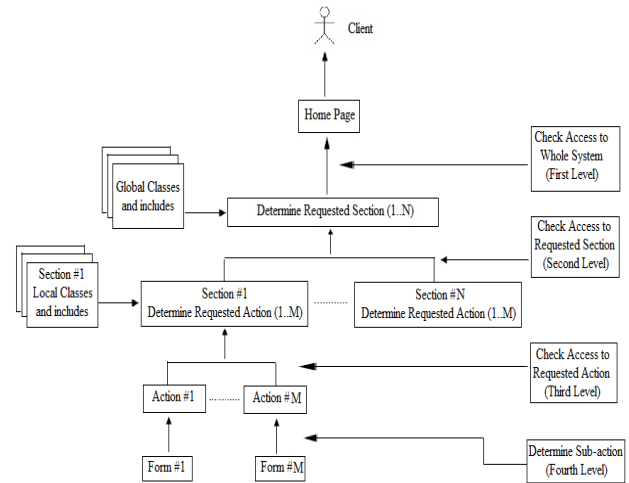 Client
Home Page
Check Access to
Whole System
(First Level)
Global Classes
and includes
Determine Requested Section (1..N)
Check Access to
Requested Section
(Second Level)
Section #1
Local Classes
and includes
Section #1
Determine Requested Action (1..M)
Section #N
Determine Requested Action (1..M)
Check Access to
Requested Action
(Third Level)
Action #1
Action #M
Form #1
Form #M
Determine Sub-action
(Fourth Level)